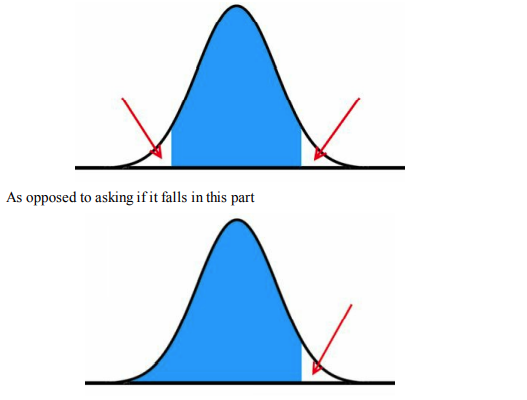 As opposed to asking if it falls in this part